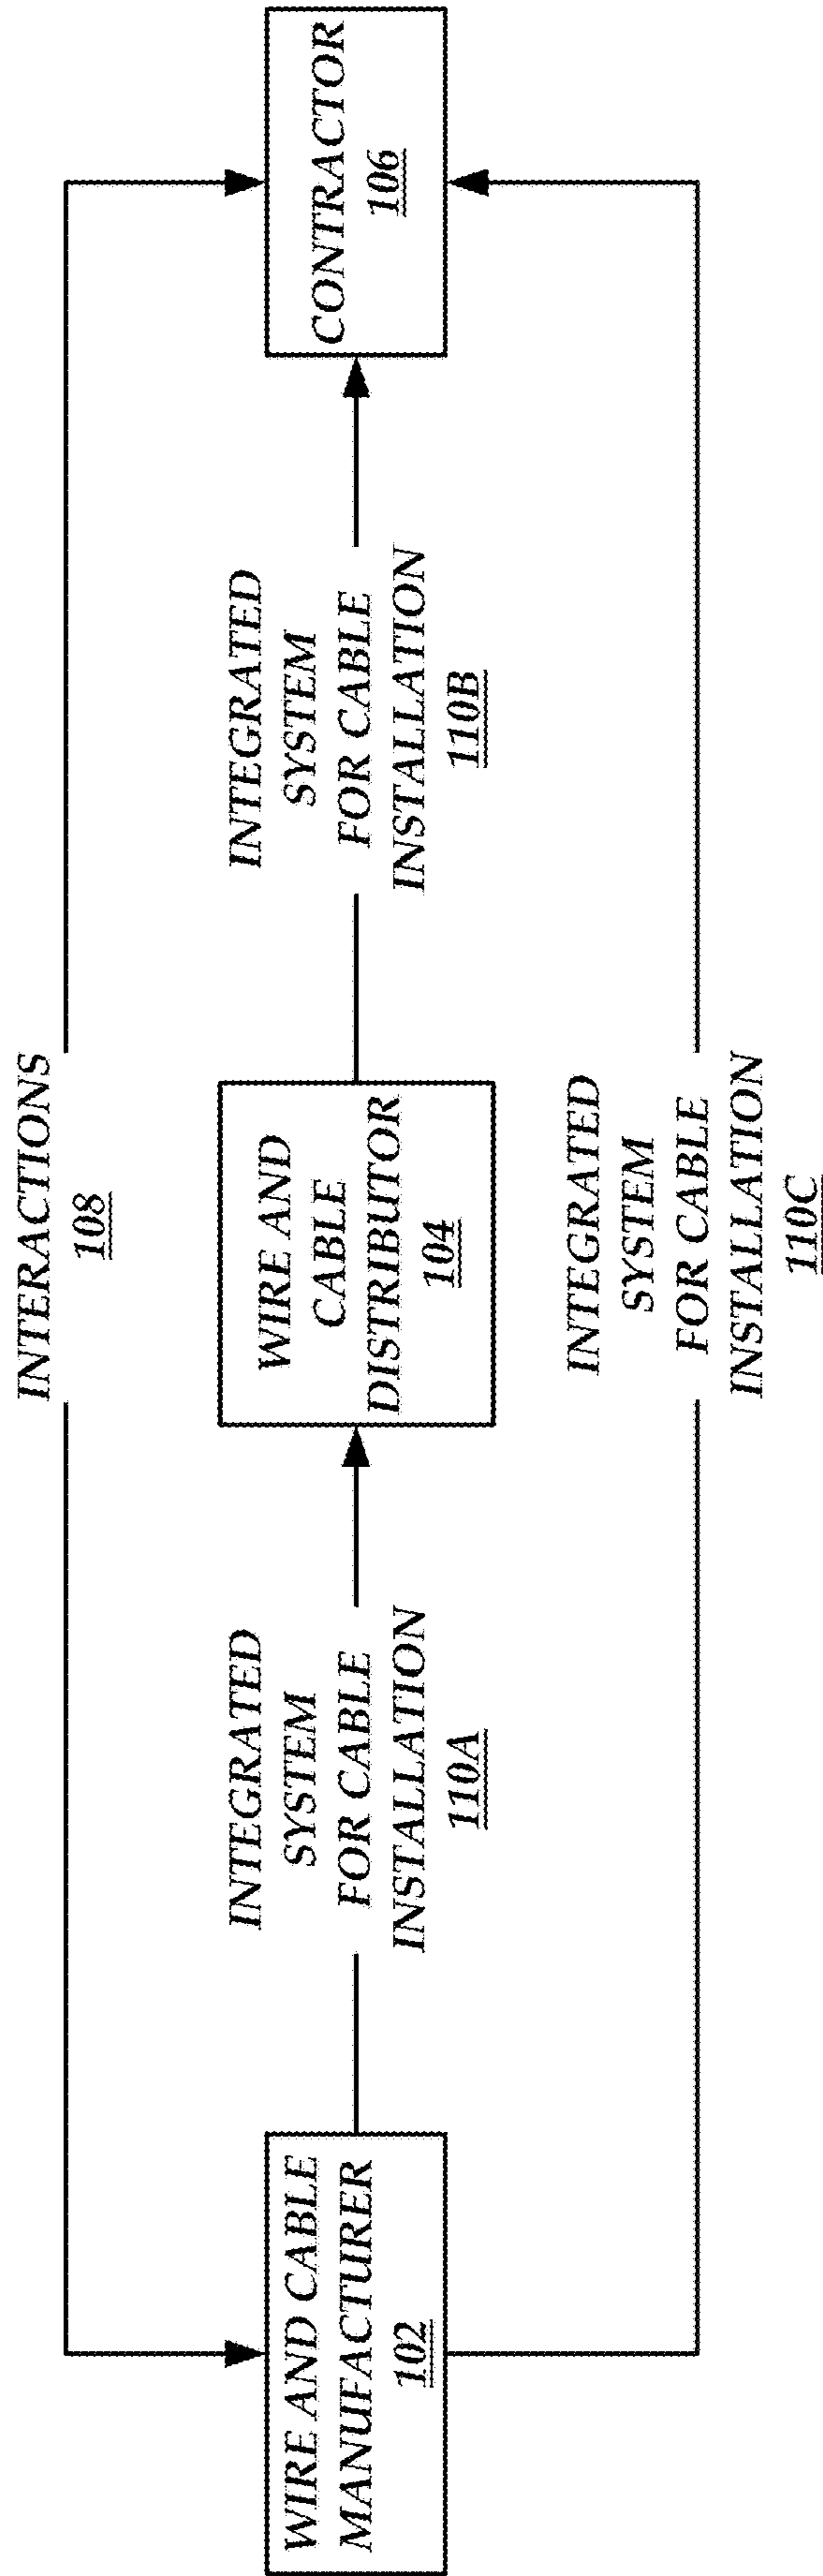 INTERACTIONS
108
WIRE AND CABLE
MANUFACTURER
102
INTEGRATED
SYSTEM
FOR CABLE
INSTALLATION
110A
WIRE AND
CABLE
DISTRIBUTOR
104
INTEGRATED
SYSTEM
FOR CABLE
INSTALLATION
110B
CONTRACTOR
106
INTEGRATED
SYSTEM
FOR CABLE
INSTALLATION
110C